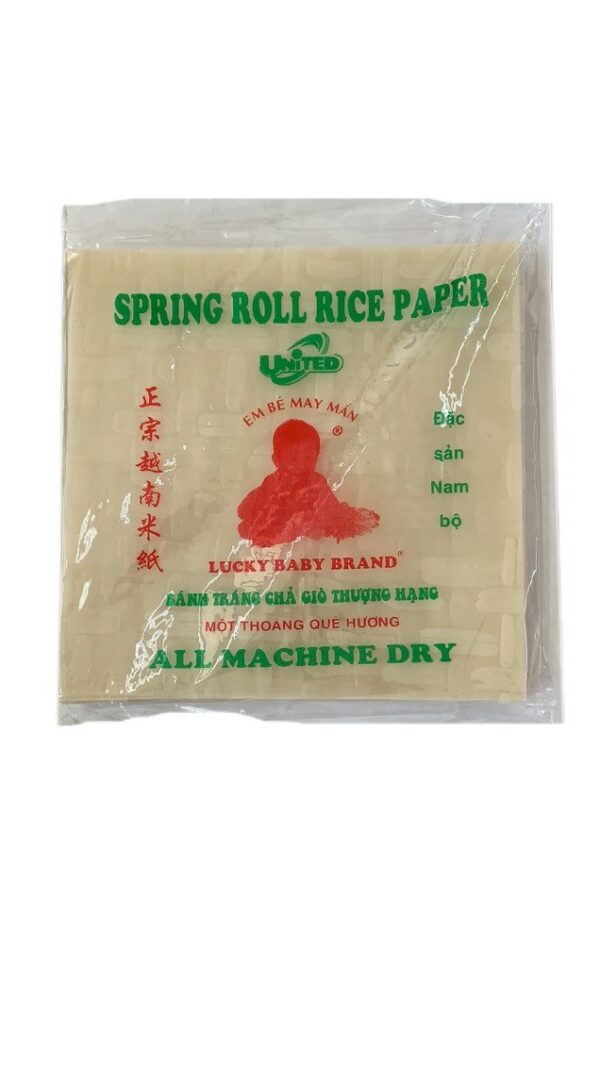 SPRING ROLL RICE PAPER
UNITED
EM BÉ MAY MẮN
®
正宗越南米紙
Đặc
sản
Nam
bộ
LUCKY BABY BRAND®
BÁNH TRÁNG CHẢ GIÒ THƯỢNG HẠNG
MỘT THOÁNG QUÊ HƯƠNG
ALL MACHINE DRY